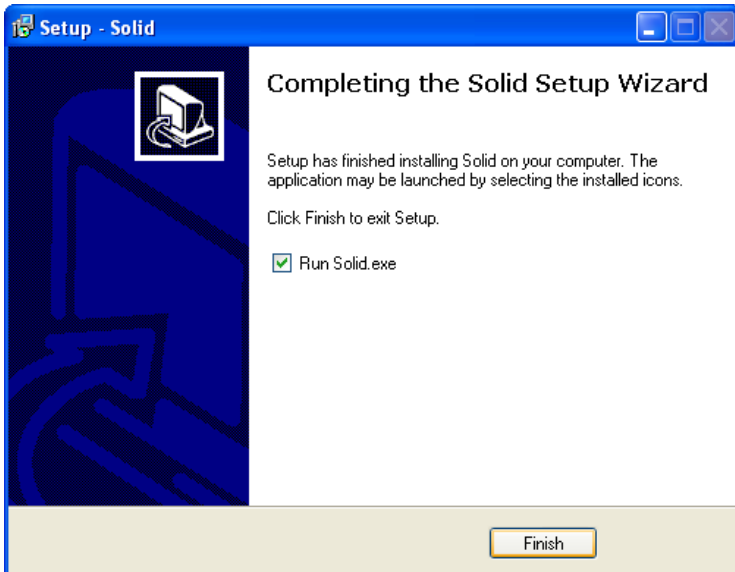 Setup - Solid
Completing the Solid Setup Wizard
Setup has finished installing Solid on your computer. The
application may be launched by selecting the installed icons.
Click Finish to exit Setup.
Run Solid.exe
Finish